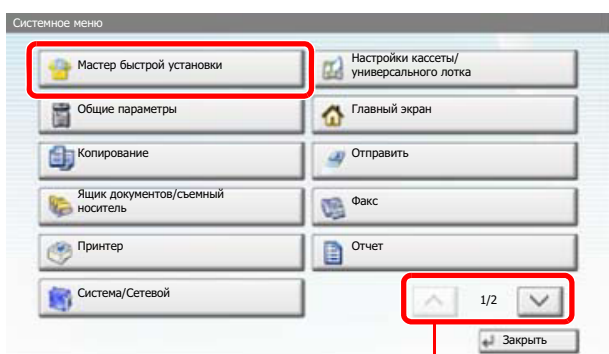 Системное меню
Мастер быстрой установки
Настройки кассеты/
универсального лотка
Общие параметры
Главный экран
Копирование
Отправить
Ящик документов/съемный
носитель
Факс
Принтер
Отчет
Система/Сетевой
1/2
Закрыть